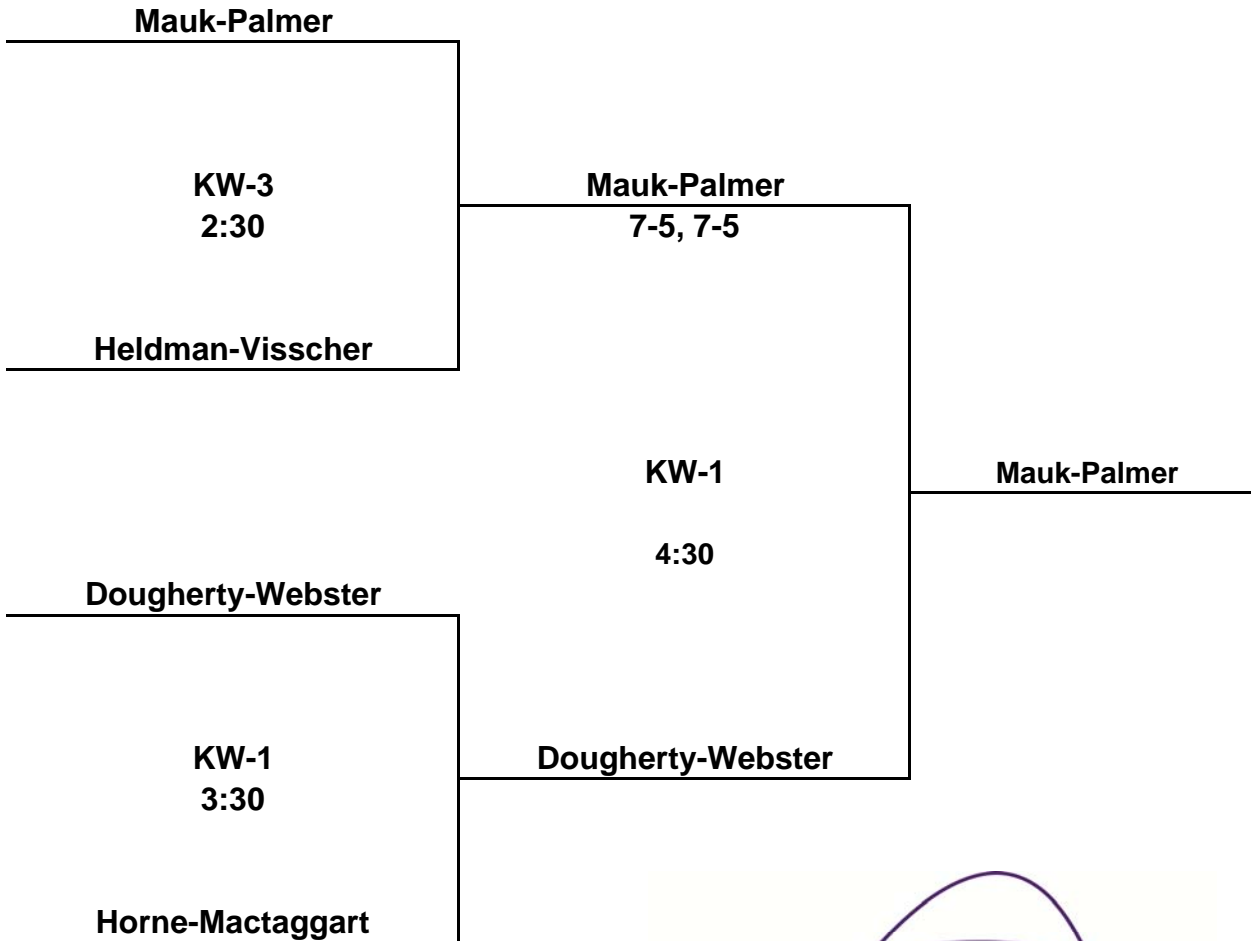 Mauk-Palmer
KW-3
2:30
Mauk-Palmer
7-5, 7-5
Heldman-Visscher
KW-1
4:30
Mauk-Palmer
Dougherty-Webster
KW-1
3:30
Dougherty-Webster
Horne-Mactaggart